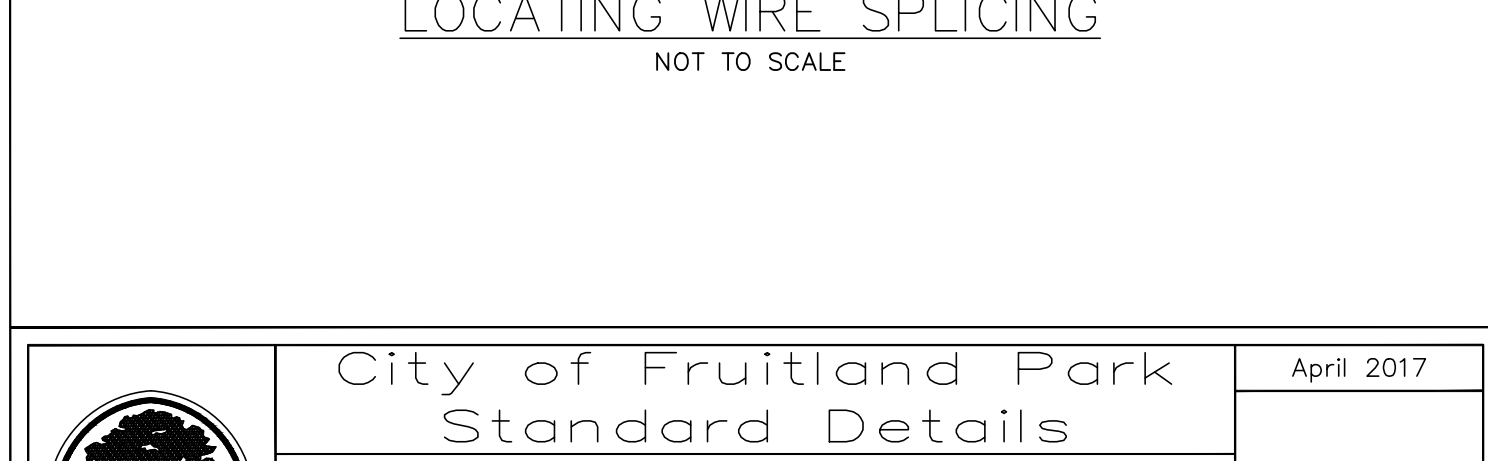 LOCATING WIRE SPLICING
NOT TO SCALE
City of Fruitland Park
April 2017
Standard Details